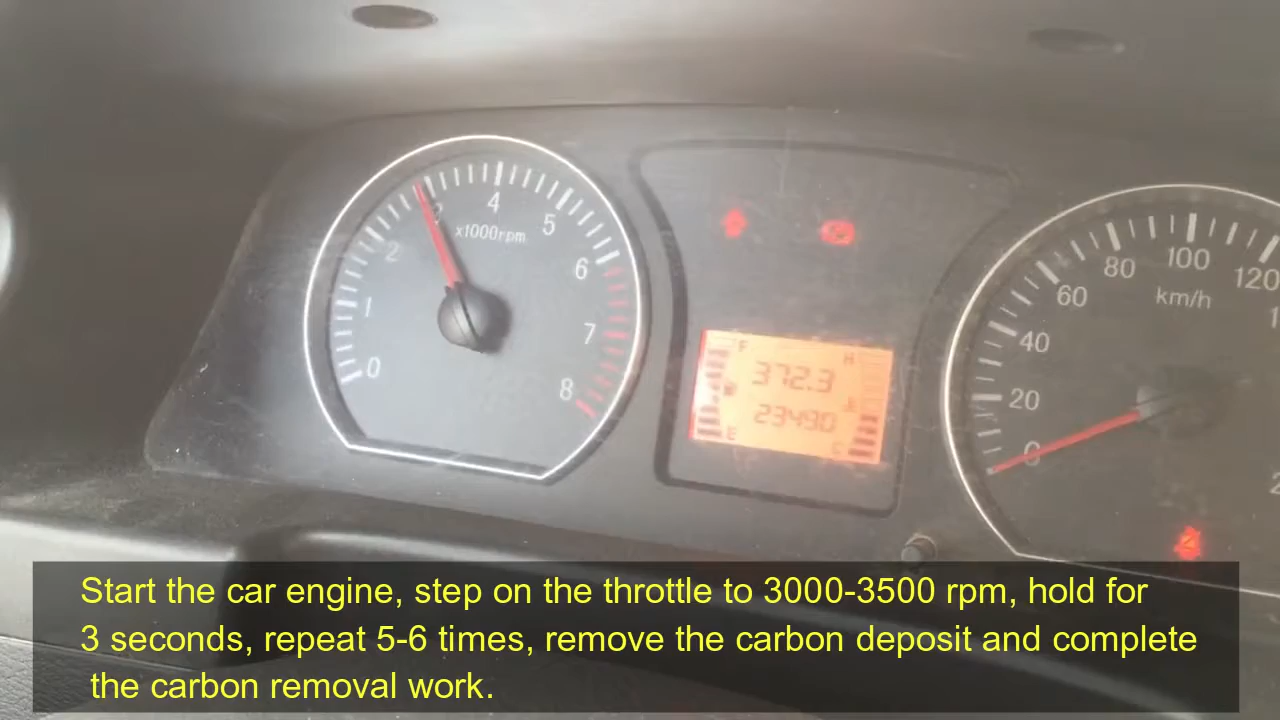 4
3
5
x1000rpm
2
6
1
7
0
8
F
H
372.3
23490
E
C
100
80
120
60
km/h
40
20
0
Start the car engine, step on the throttle to 3000-3500 rpm, hold for
3 seconds, repeat 5-6 times, remove the carbon deposit and complete
the carbon removal work.